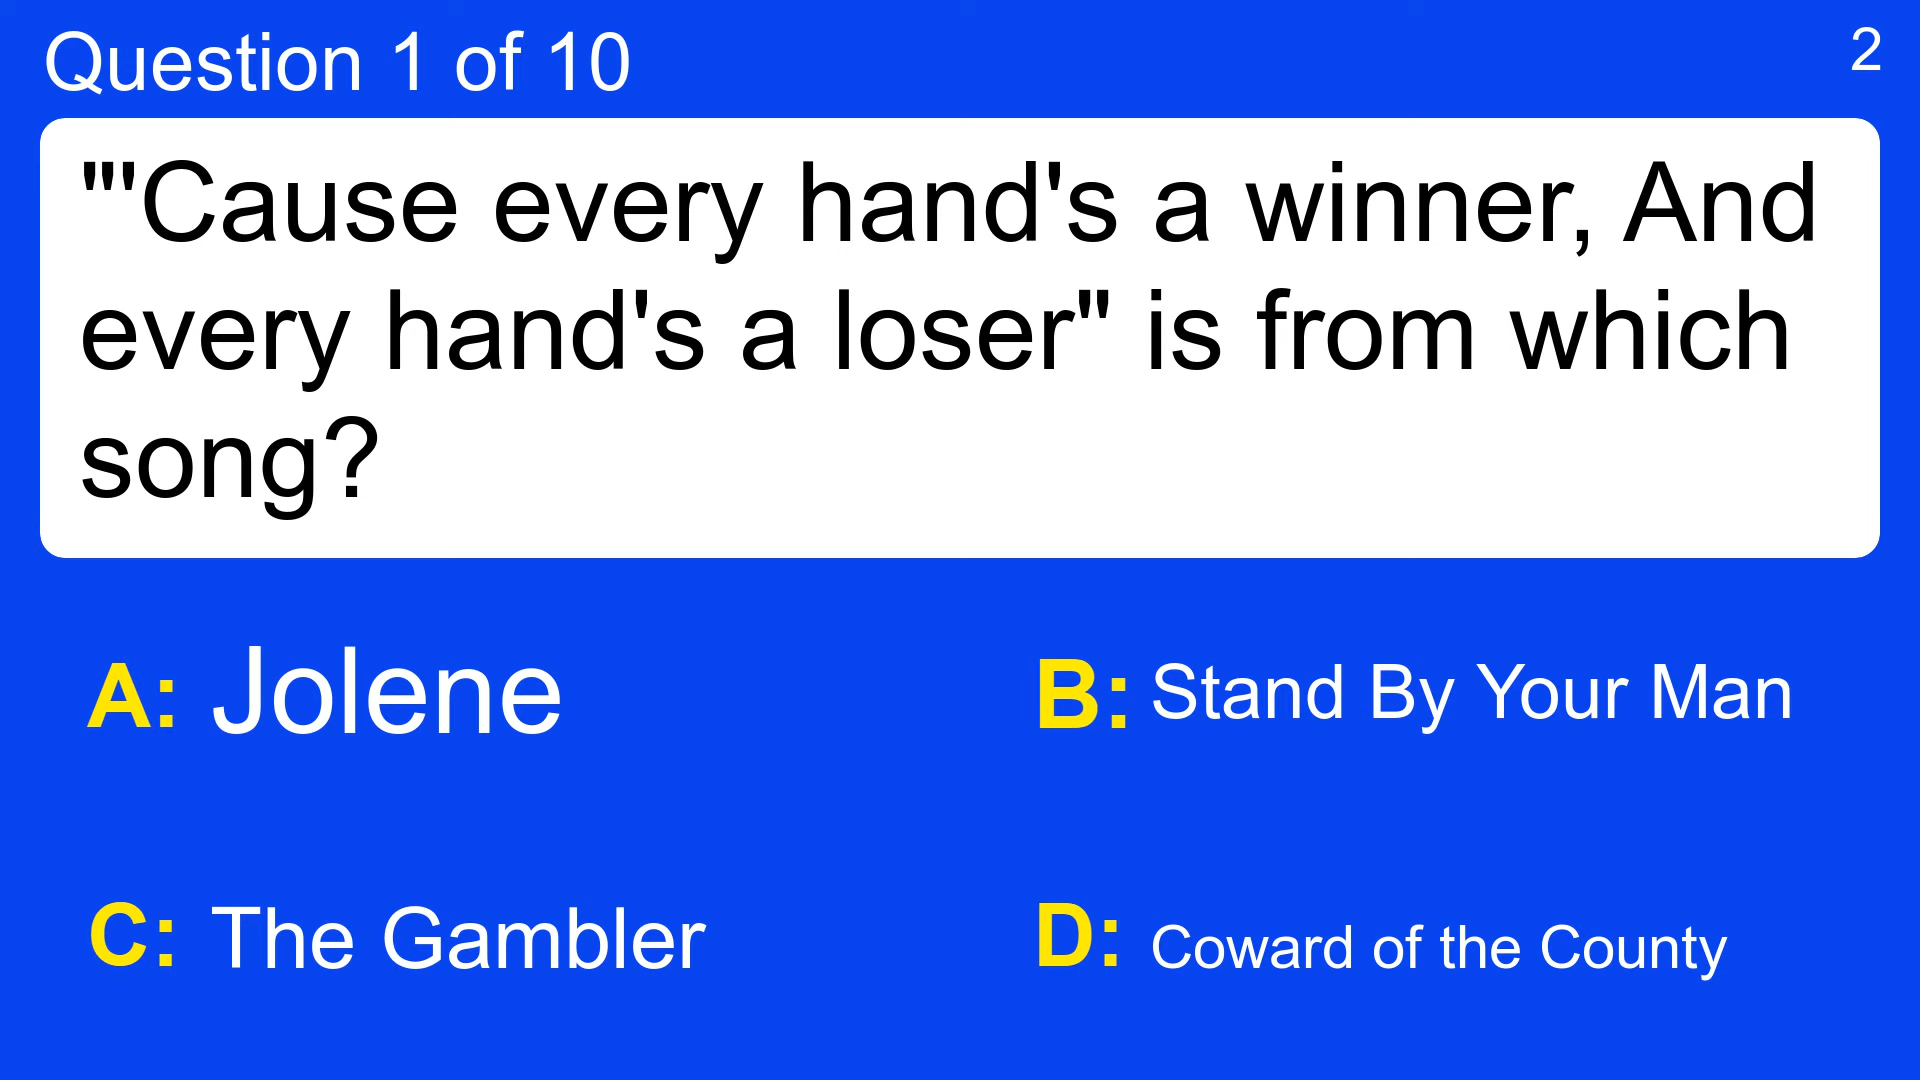 Question 1 of 10
2
"'Cause every hand's a winner, And
every hand's a loser" is from which
song?
A: Jolene
B: Stand By Your Man
C: The Gambler
D: Coward of the County